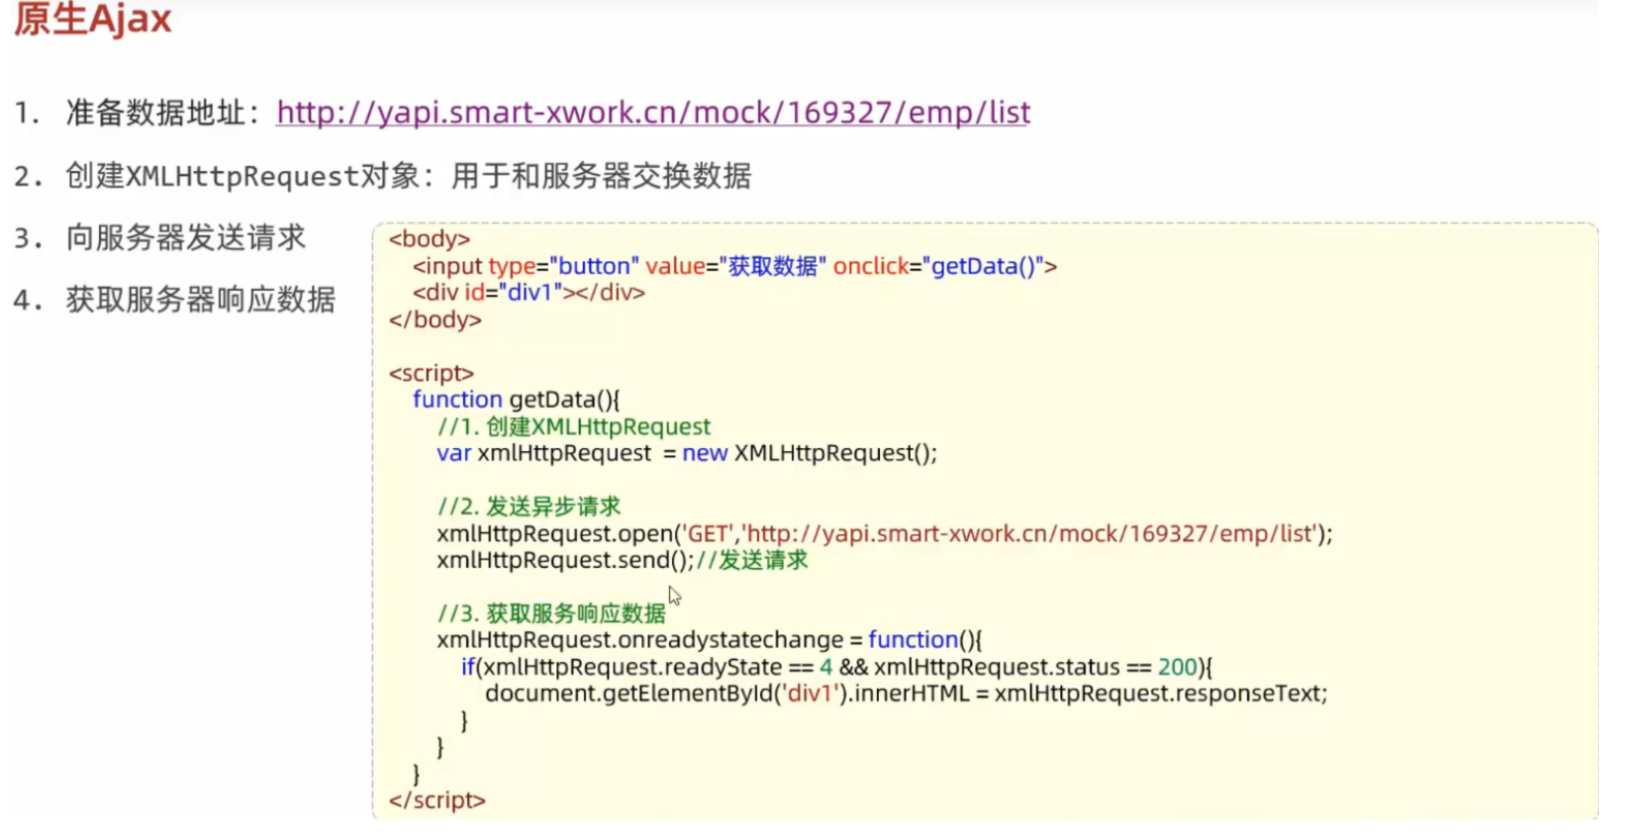 原生Ajax
1. 准备数据地址：http://yapi.smart-xwork.cn/mock/169327/emp/list
2. 创建XMLHttpRequest对象：用于和服务器交换数据
3. 向服务器发送请求
4. 获取服务器响应数据
<body>
<input type="button" value="获取数据" onclick="getData()">
<div id="div1"></div>
</body>
<script>
function getData(){
//1. 创建XMLHttpRequest
var xmlHttpRequest = new XMLHttpRequest();
//2. 发送异步请求
xmlHttpRequest.open('GET','http://yapi.smart-xwork.cn/mock/169327/emp/list');
xmlHttpRequest.send();//发送请求
//3. 获取服务响应数据
xmlHttpRequest.onreadystatechange = function(){
if(xmlHttpRequest.readyState == 4 && xmlHttpRequest.status == 200){
document.getElementById('div1').innerHTML = xmlHttpRequest.responseText;
}
}
}
</script>